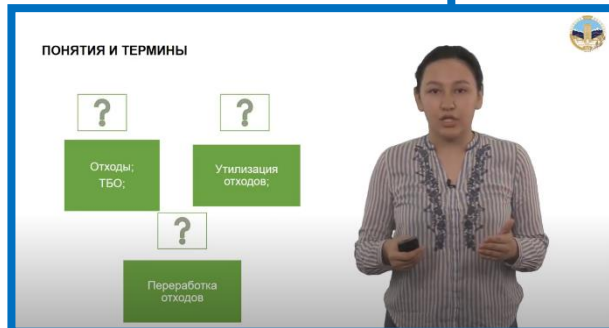 ПОНЯТИЯ И ТЕРМИНЫ
?
?
Отходы;
ТБО;
Утилизация
отходов;
?
Переработка
отходов